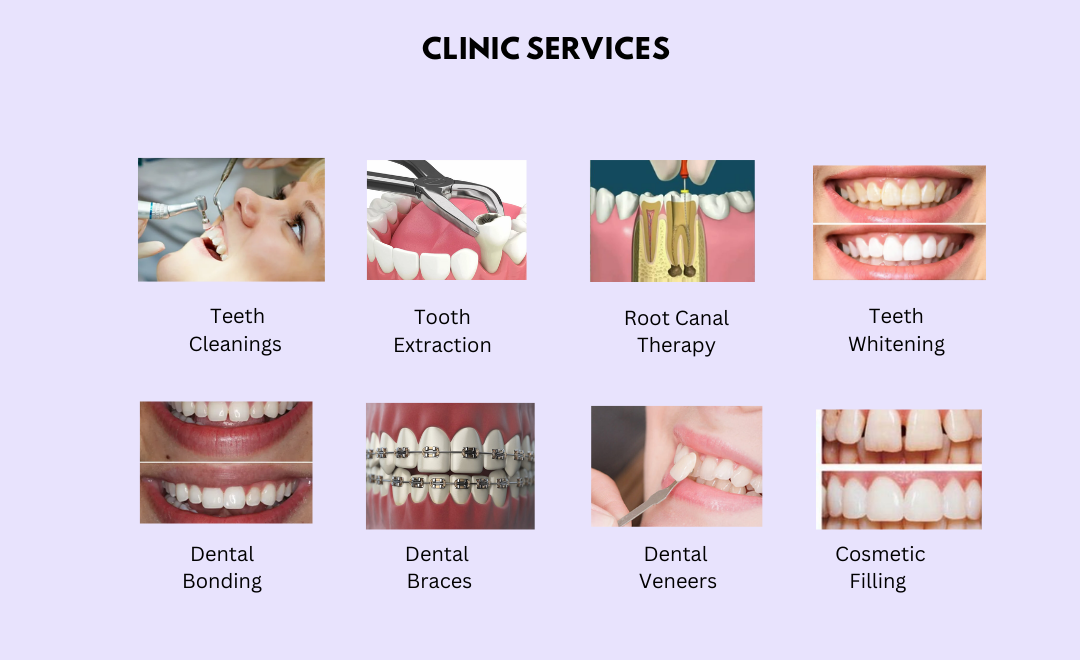 CLINIC SERVICES
Teeth
Cleanings
Tooth
Extraction
Root Canal
Therapy
Teeth
Whitening
Dental
Bonding
Dental
Braces
Dental
Veneers
Cosmetic
Filling